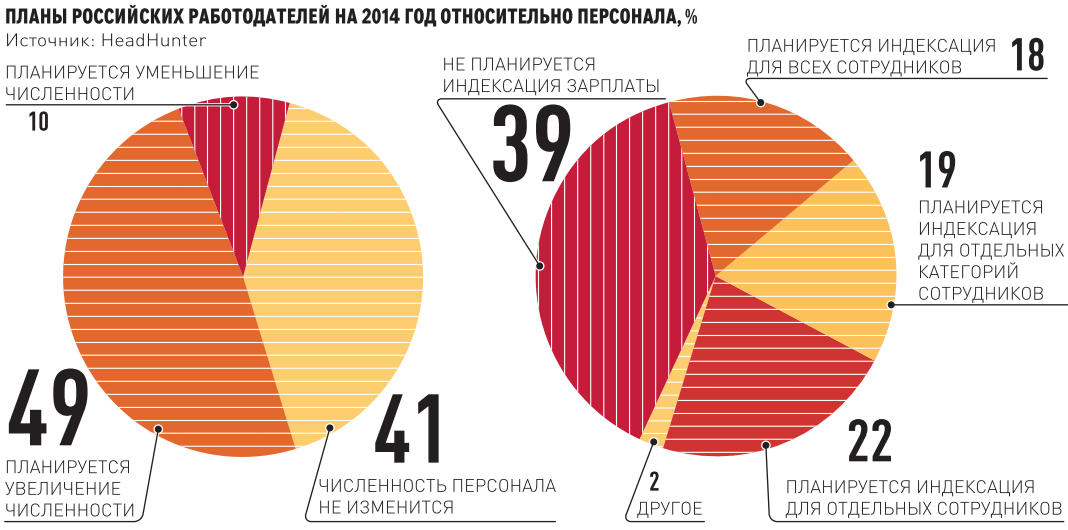 ПЛАНЫ РОССИЙСКИХ РАБОТОДАТЕЛЕЙ НА 2014 ГОД ОТНОСИТЕЛЬНО ПЕРСОНАЛА, %
Источник: HeadHunter
ПЛАНИРУЕТСЯ УМЕНЬШЕНИЕ
ЧИСЛЕННОСТИ
10
49
ПЛАНИРУЕТСЯ
УВЕЛИЧЕНИЕ
ЧИСЛЕННОСТИ
41
ЧИСЛЕННОСТЬ ПЕРСОНАЛА
НЕ ИЗМЕНИТСЯ
НЕ ПЛАНИРУЕТСЯ
ИНДЕКСАЦИЯ ЗАРПЛАТЫ
39
ПЛАНИРУЕТСЯ ИНДЕКСАЦИЯ
ДЛЯ ВСЕХ СОТРУДНИКОВ
18
19
ПЛАНИРУЕТСЯ
ИНДЕКСАЦИЯ
ДЛЯ ОТДЕЛЬНЫХ
КАТЕГОРИЙ
СОТРУДНИКОВ
22
ПЛАНИРУЕТСЯ ИНДЕКСАЦИЯ
ДЛЯ ОТДЕЛЬНЫХ СОТРУДНИКОВ
2
ДРУГОЕ